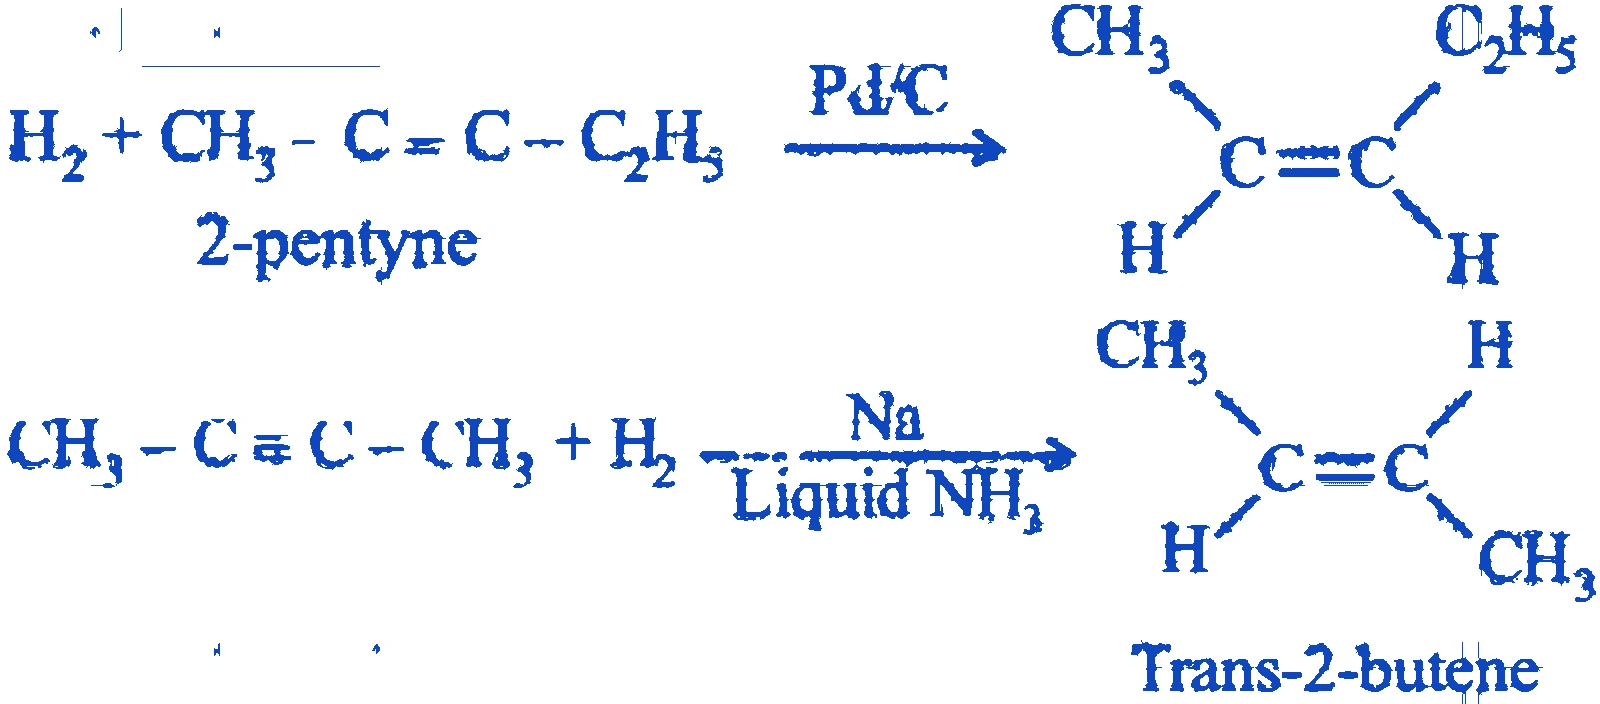 H₂ + CH₃ - C = C – C₂H₅ Pd/C CH₃ C₂H₅
C = C
H H
2-pentyne
CH₃ – C ≡ C – CH₃ + H₂ Na Liquid NH₃ CH₃ H
C = C
H CH₃
Trans-2-butene